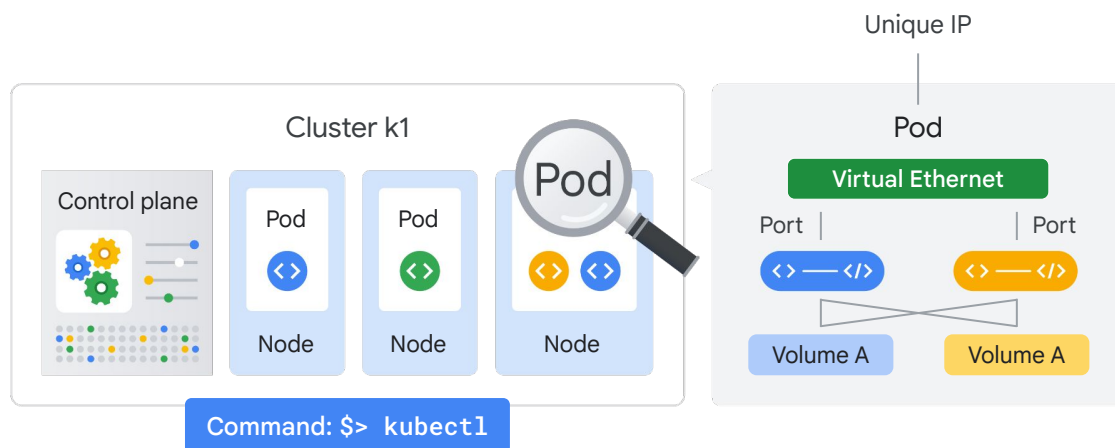 Unique IP
Cluster k1
Control plane
Pod
Node
Pod
Node
Pod
Node
Command: $> kubectl
Pod
Virtual Ethernet
Port
Port
<> — </>
<> — </>
Volume A
Volume A